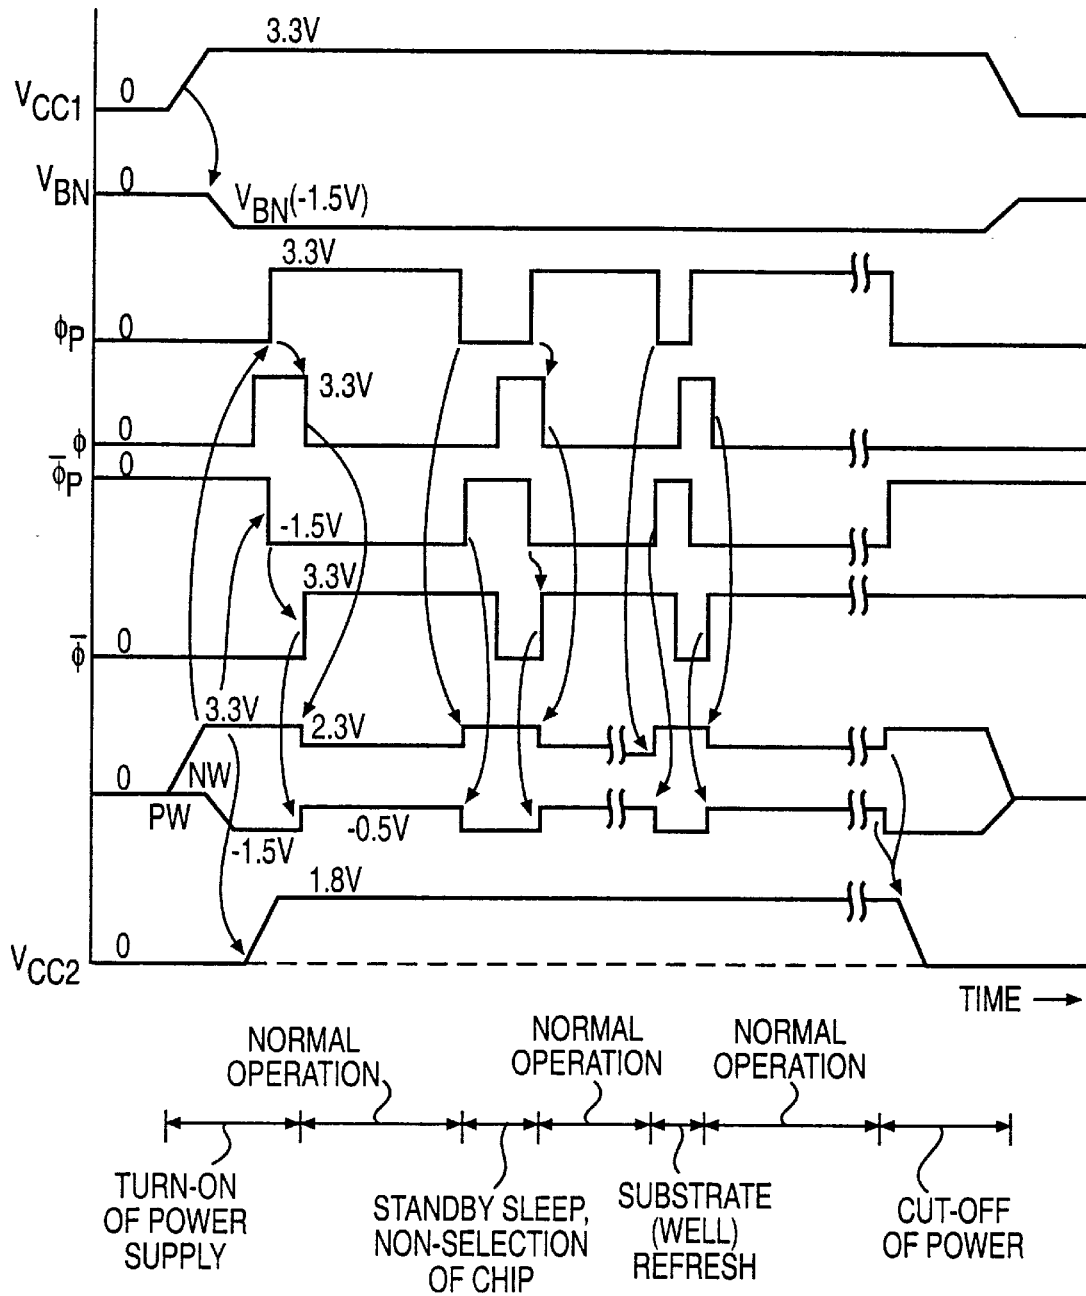 3.3V
VCC1 0
VBN 0
VBN(-1.5V)
3.3V
ϕP 0
3.3V
ϕ 0
ϕ̅P 0
-1.5V
3.3V
ϕ̅ 0
3.3V
2.3V
0
NW
PW
-1.5V
-0.5V
1.8V
VCC2 0
TIME
NORMAL
OPERATION
NORMAL
OPERATION
NORMAL
OPERATION
TURN-ON
OF POWER
SUPPLY
STANDBY SLEEP,
NON-SELECTION
OF CHIP
SUBSTRATE
(WELL)
REFRESH
CUT-OFF
OF POWER